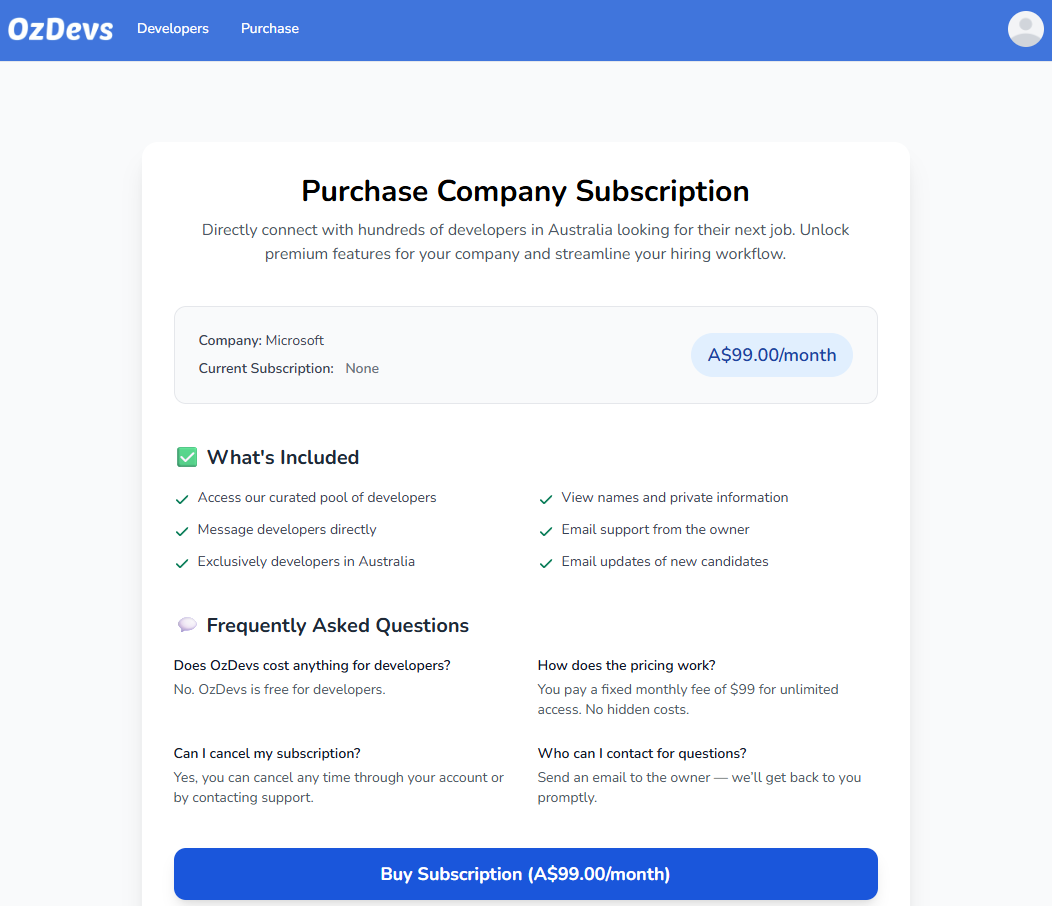 OzDevs Developers Purchase
Purchase Company Subscription
Directly connect with hundreds of developers in Australia looking for their next job. Unlock
premium features for your company and streamline your hiring workflow.
Company: Microsoft
Current Subscription: None
A$99.00/month
What's Included
Access our curated pool of developers
View names and private information
Message developers directly
Email support from the owner
Exclusively developers in Australia
Email updates of new candidates
Frequently Asked Questions
Does OzDevs cost anything for developers?
No. OzDevs is free for developers.
How does the pricing work?
You pay a fixed monthly fee of $99 for unlimited
access. No hidden costs.
Can I cancel my subscription?
Yes, you can cancel any time through your account or
by contacting support.
Who can I contact for questions?
Send an email to the owner — we'll get back to you
promptly.
Buy Subscription (A$99.00/month)